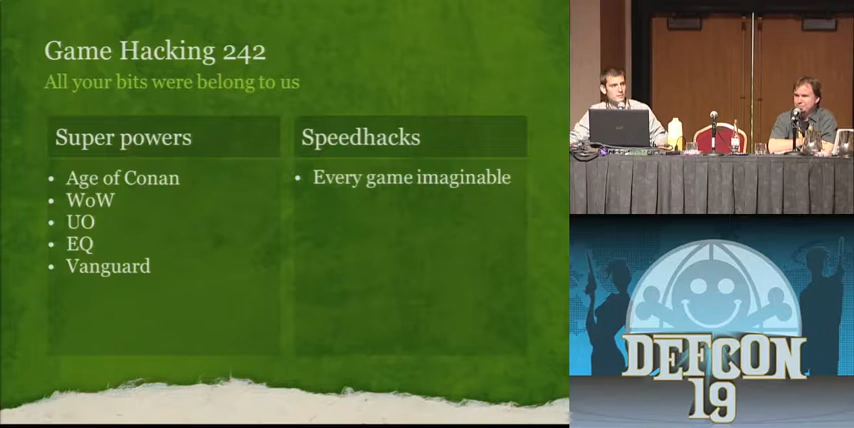 Game Hacking 242
All your bits were belong to us
Super powers
• Age of Conan
• WoW
• UO
• EQ
• Vanguard
Speedhacks
• Every game imaginable
DEFCON
19